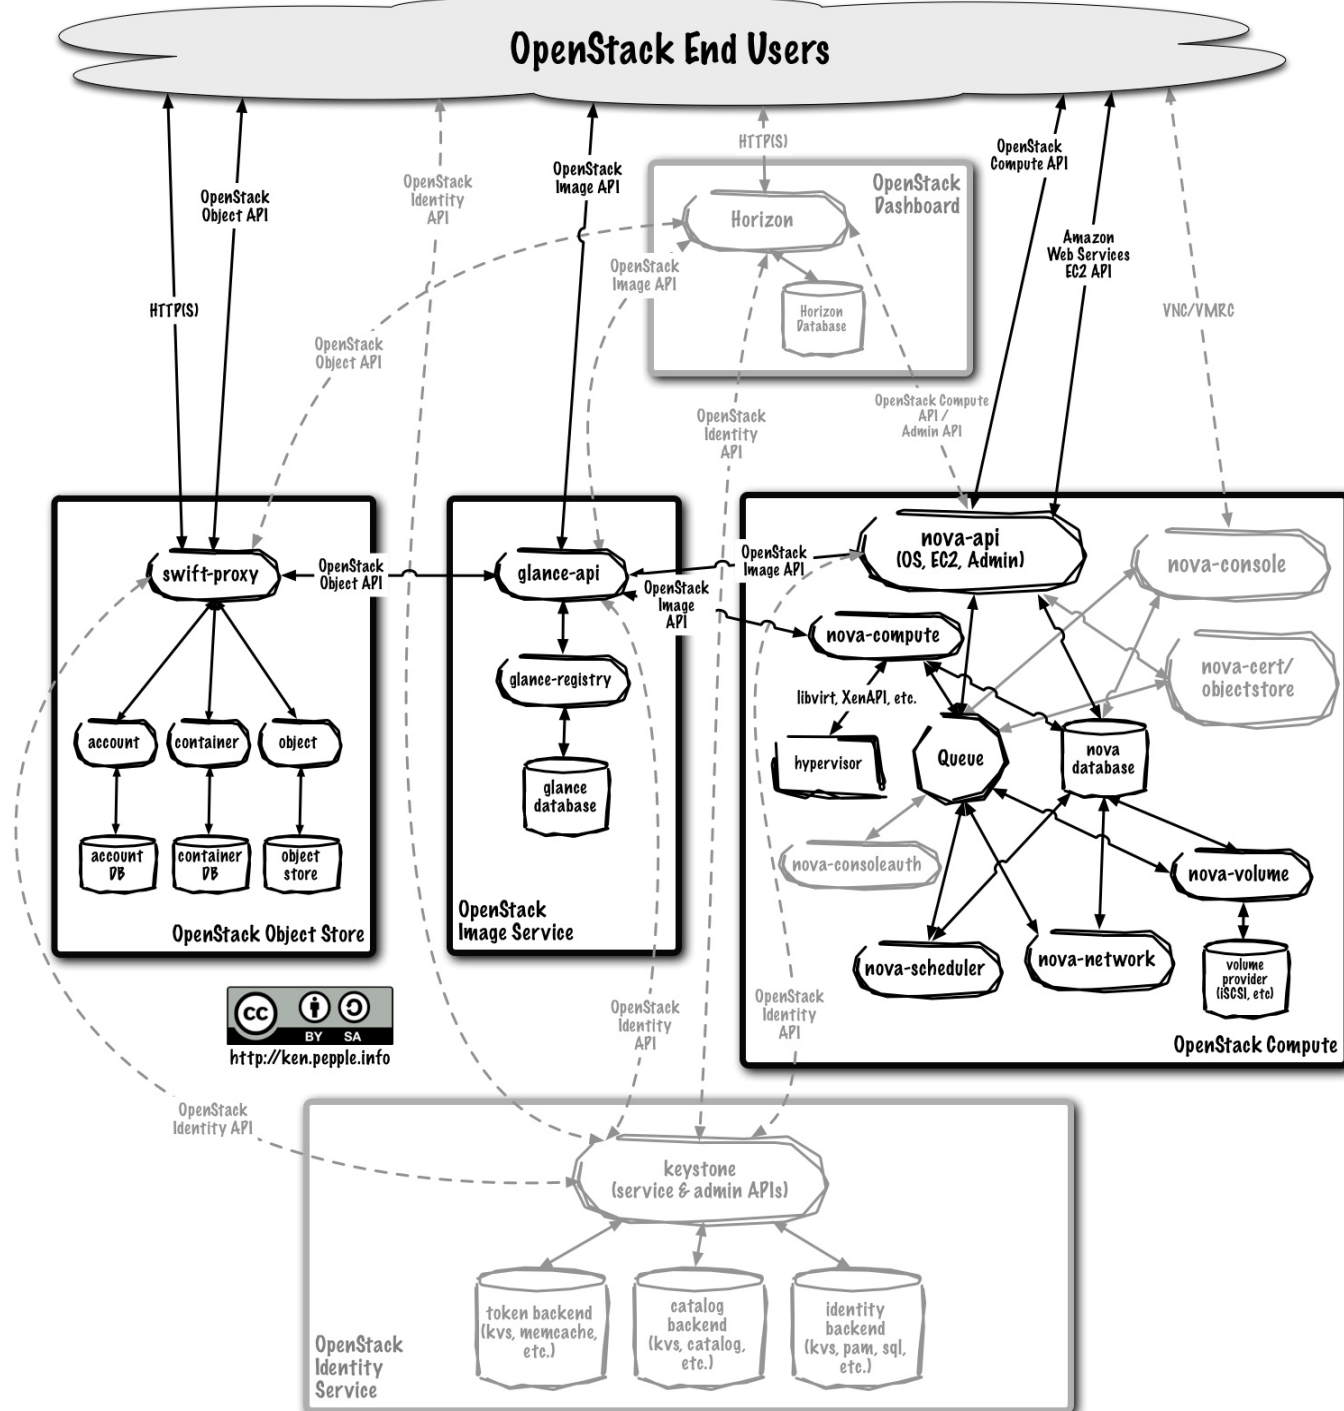 OpenStack End Users
HTTP(S)
OpenStack
Object API
OpenStack
Identity
API
OpenStack
Image API
HTTP(S)
OpenStack
Compute API
Amazon
Web Services
EC2 API
VNC/VMRC
OpenStack
Dashboard
Horizon
Horizon
Database
OpenStack
Image API
OpenStack
Object API
OpenStack
Identity
API
OpenStack Compute
API /
Admin API
swift-proxy
OpenStack
Object API
glance-api
OpenStack
Image API
OpenStack
Image
API
nova-api
(OS, EC2, Admin)
nova-console
nova-compute
nova-cert/
objectstore
glance-registry
libvirt, XenAPI, etc.
account
container
object
hypervisor
Queue
nova
database
glance
database
account
DB
container
DB
object
store
nova-consoleauth
nova-volume
OpenStack Object Store
OpenStack
Image Service
nova-scheduler
nova-network
volume
provider
(iSCSI, etc)
OpenStack Compute
cc
BY SA
http://ken.pepple.info
OpenStack
Identity
API
OpenStack
Identity
API
OpenStack
Identity API
keystone
(service & admin APIs)
token backend
(kvs, memcache,
etc.)
catalog
backend
(kvs, catalog,
etc.)
identity
backend
(kvs, pam, sql,
etc.)
OpenStack
Identity
Service